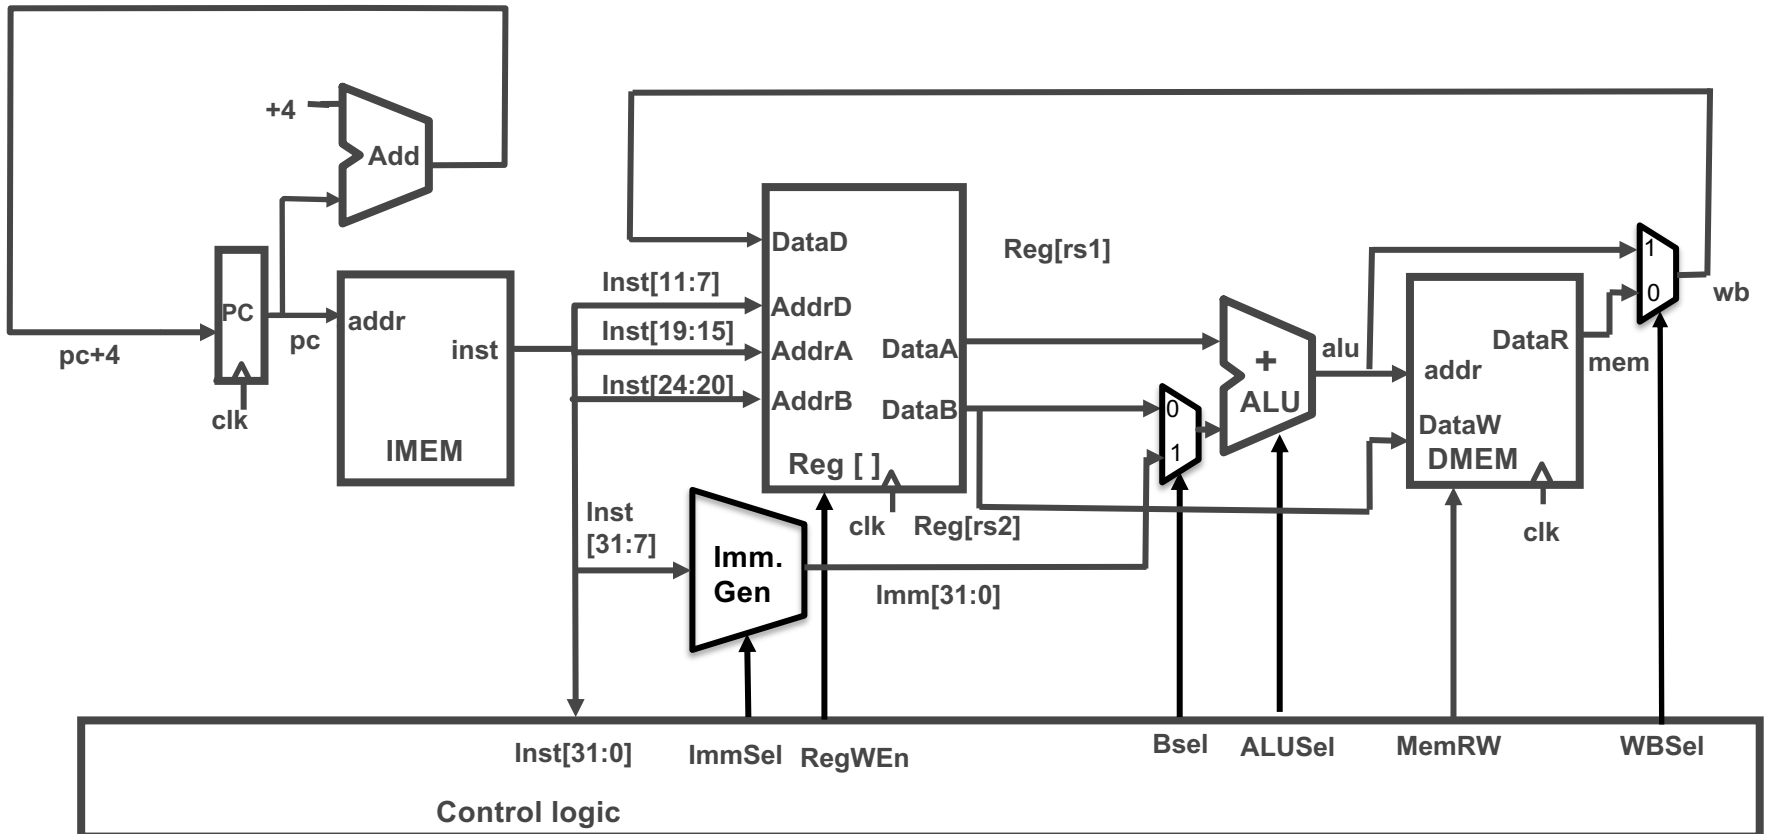 +4
Add
DataD
Reg[rs1]
1
Inst[11:7]
0
wb
PC
AddrD
addr
Inst[19:15]
pc
inst
AddrA
DataA
alu
DataR
pc+4
mem
+
addr
Inst[24:20]
AddrB
DataB
0
ALU
clk
DataW
IMEM
1
DMEM
Reg [ ]
Inst
[31:7]
clk
Reg[rs2]
clk
Imm.
Gen
Imm[31:0]
Inst[31:0]
ImmSel
RegWEn
Bsel
ALUSel
MemRW
WBSel
Control logic